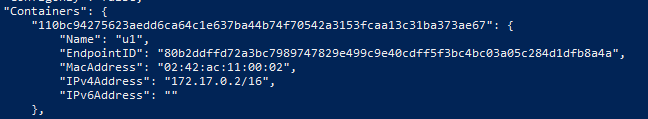 "Containers": {
"110bc94275623aedd6ca64c1e637ba44b74f70542a3153fcaa13c31ba373ae67": {
"Name": "u1",
"EndpointID": "80b2ddffd72a3bc7989747829e499c9e40cdff5f3bc4bc03a05c284d1dfb8a4a",
"MacAddress": "02:42:ac:11:00:02",
"IPv4Address": "172.17.0.2/16",
"IPv6Address": ""
},